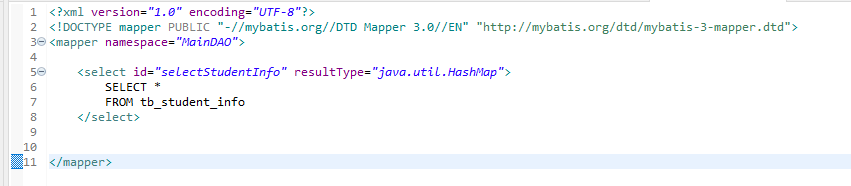 1 <?xml version="1.0" encoding="UTF-8"?>
2 <!DOCTYPE mapper PUBLIC "-//mybatis.org//DTD Mapper 3.0//EN" "http://mybatis.org/dtd/mybatis-3-mapper.dtd">
3 <mapper namespace="MainDAO">
4
5     <select id="selectStudentInfo" resultType="java.util.HashMap">
6         SELECT *
7         FROM tb_student_info
8     </select>
9
10
11 </mapper>